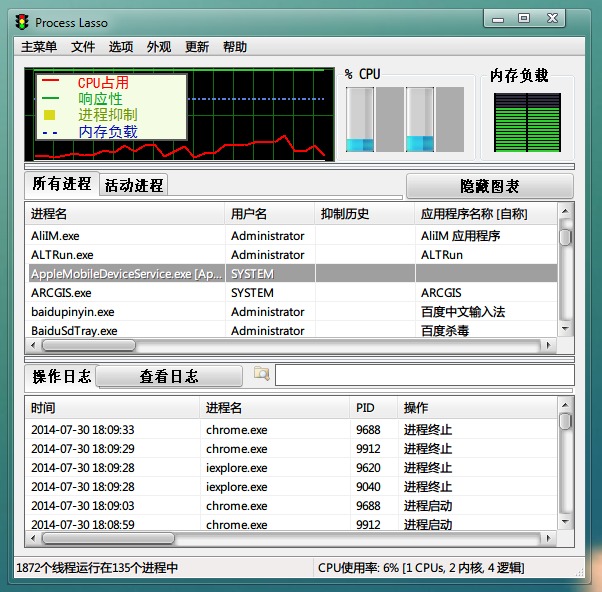 Process Lasso
主菜单 文件 选项 外观 更新 帮助
CPU占用
响应性
进程抑制
内存负载
% CPU
内存负载
所有进程 活动进程 隐藏图表
进程名 用户名 抑制历史 应用程序名称 [自称]
AliIM.exe Administrator AliIM 应用程序
ALTRun.exe Administrator ALTRun
AppleMobileDeviceService.exe [Ap... SYSTEM
ARCGIS.exe SYSTEM ARCGIS
baidupinyin.exe Administrator 百度中文输入法
BaiduSdTray.exe Administrator 百度杀毒
操作日志 查看日志
时间 进程名 PID 操作
2014-07-30 18:09:33 chrome.exe 9688 进程终止
2014-07-30 18:09:29 chrome.exe 9912 进程终止
2014-07-30 18:09:28 iexplore.exe 9620 进程终止
2014-07-30 18:09:28 iexplore.exe 9040 进程终止
2014-07-30 18:09:03 chrome.exe 9688 进程启动
2014-07-30 18:08:59 chrome.exe 9912 进程启动
1872个线程运行在135个进程中 CPU使用率: 6% [1 CPUs, 2 内核, 4 逻辑]